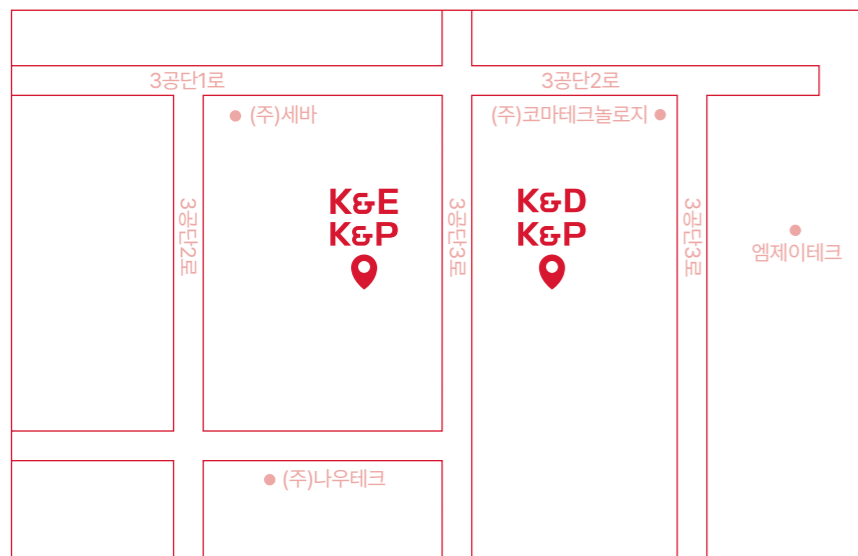 3공단1로
3공단2로
(주)세바
(주)코마테크놀로지
3공단2로
K&E
K&P
3공단3로
K&D
K&P
3공단3로
엠제이테크
(주)나우테크